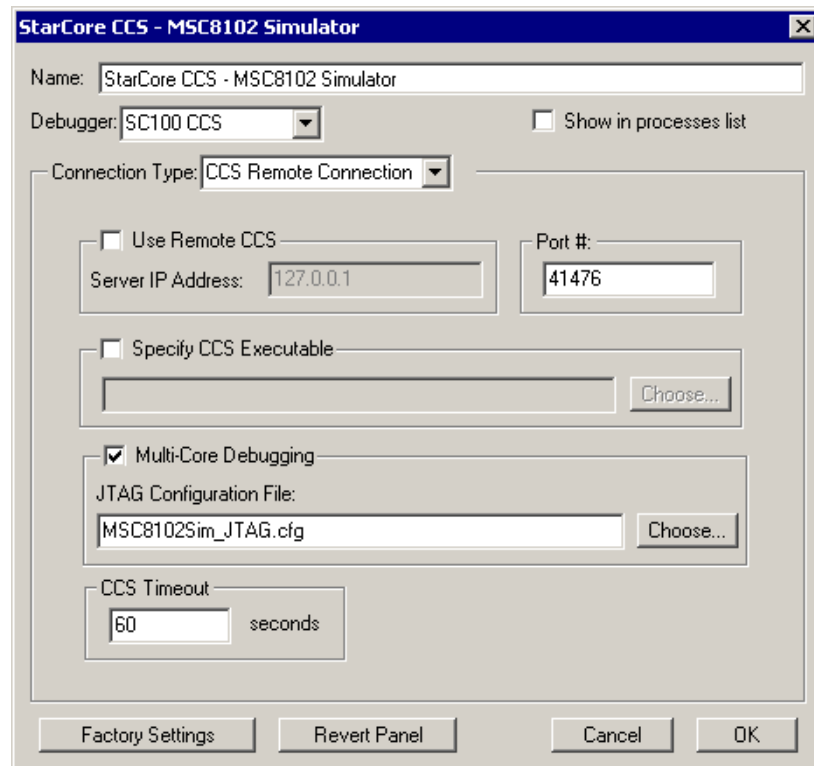 StarCore CCS - MSC8102 Simulator
Name: StarCore CCS - MSC8102 Simulator
Debugger: SC100 CCS Show in processes list
Connection Type: CCS Remote Connection
Use Remote CCS Port #:
Server IP Address: 127.0.0.1 41476
Specify CCS Executable
Choose...
Multi-Core Debugging
JTAG Configuration File:
MSC8102Sim_JTAG.cfg Choose...
CCS Timeout
60 seconds
Factory Settings Revert Panel Cancel OK